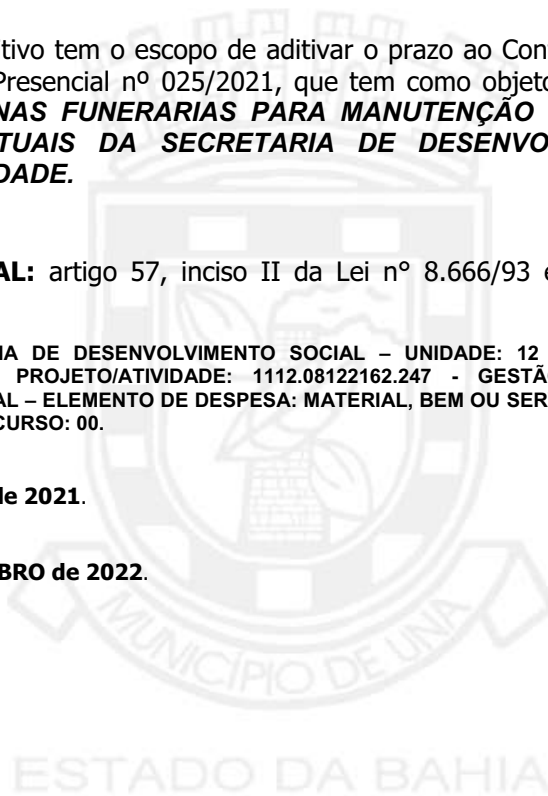 tivo tem o escopo de aditivar o prazo ao Con
Presencial nº 025/2021, que tem como objeto
NAS FUNERARIAS PARA MANUTENÇÃO
TUAIS DA SECRETARIA DE DESENVO
DADE.
AL: artigo 57, inciso II da Lei n° 8.666/93 e
IA DE DESENVOLVIMENTO SOCIAL – UNIDADE: 12
PROJETO/ATIVIDADE: 1112.08122162.247 - GESTÃ
AL – ELEMENTO DE DESPESA: MATERIAL, BEM OU SER
CURSO: 00.
de 2021.
BRO de 2022.
MUNICÍPIO DE UNA
ESTADO DA BAHIA